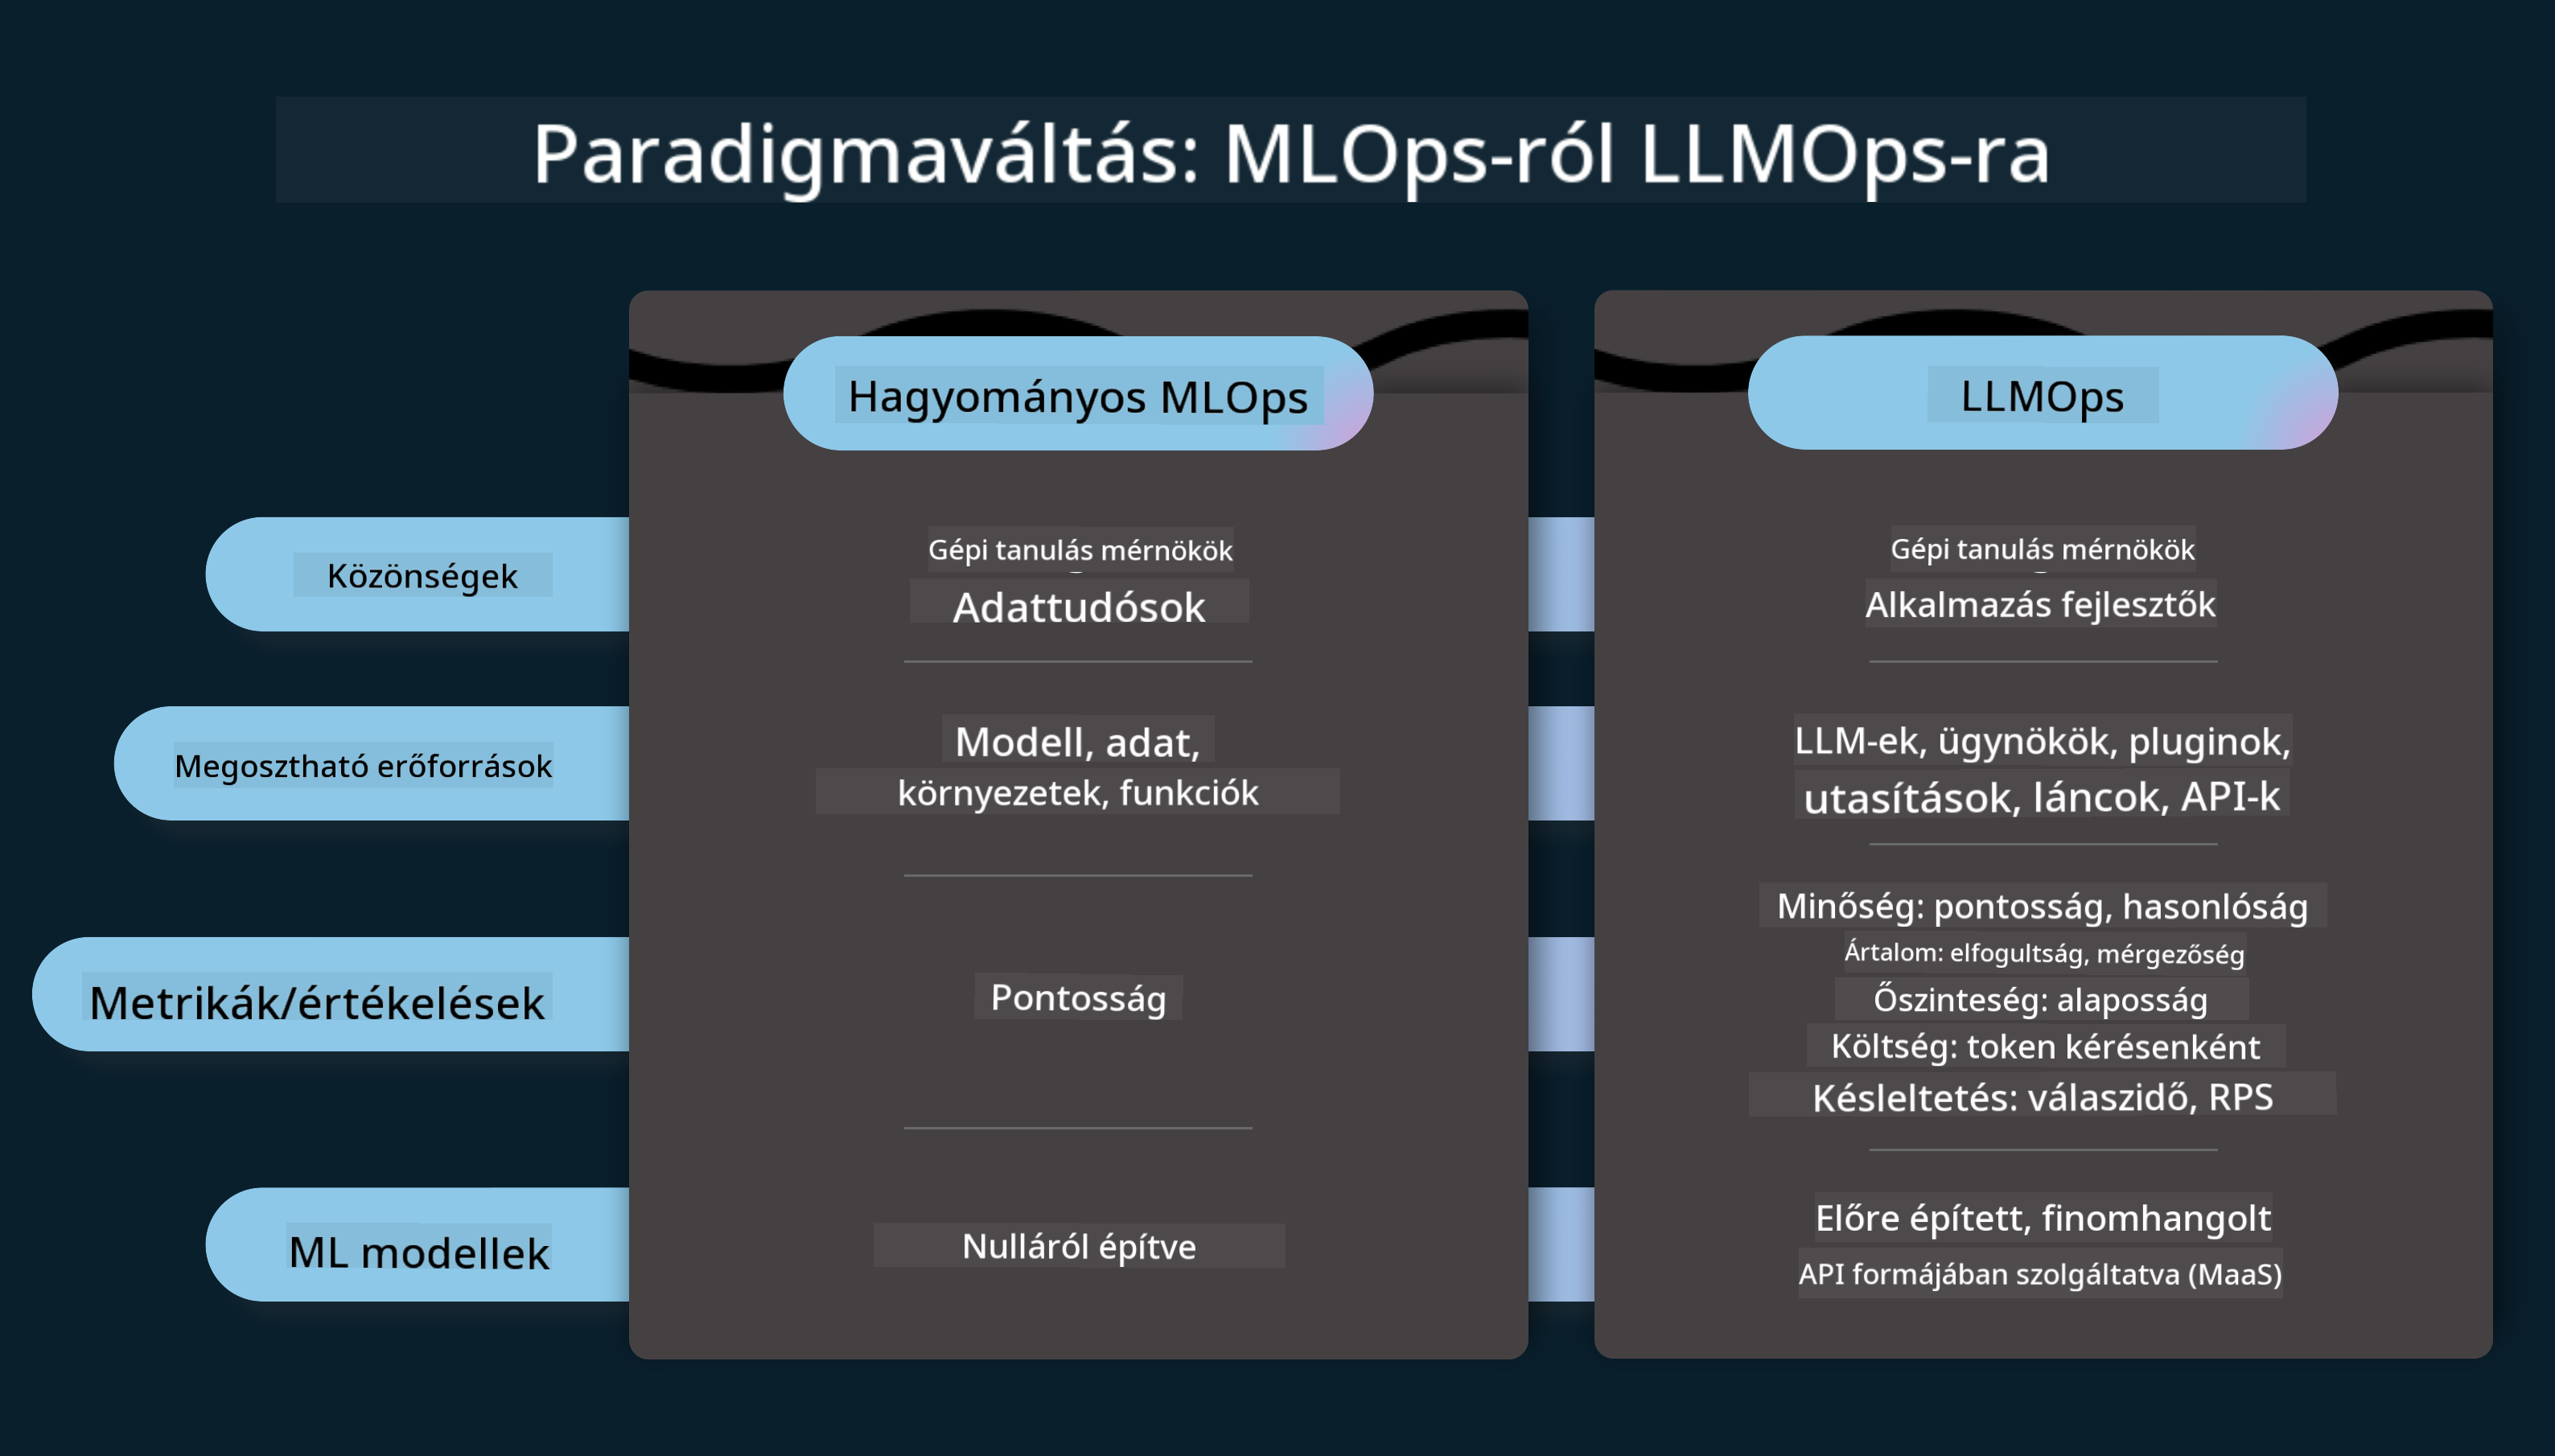 Paradigmaváltás: MLOps-ról LLMOps-ra
Hagyományos MLOps
LLMOps
Közönségek
Gépi tanulás mérnökök
Adattudósok
Gépi tanulás mérnökök
Alkalmazás fejlesztők
Megosztható erőforrások
Modell, adat,
környezetek, funkciók
LLM-ek, ügynökök, pluginok,
utasítások, láncok, API-k
Metrikák/értékelések
Pontosság
Minőség: pontosság, hasonlóság
Ártalom: elfogultság, mérgezőség
Őszinteség: alaposság
Költség: token kérésenként
Késleltetés: válaszidő, RPS
ML modellek
Nulláról építve
Előre épített, finomhangolt
API formájában szolgáltatva (MaaS)